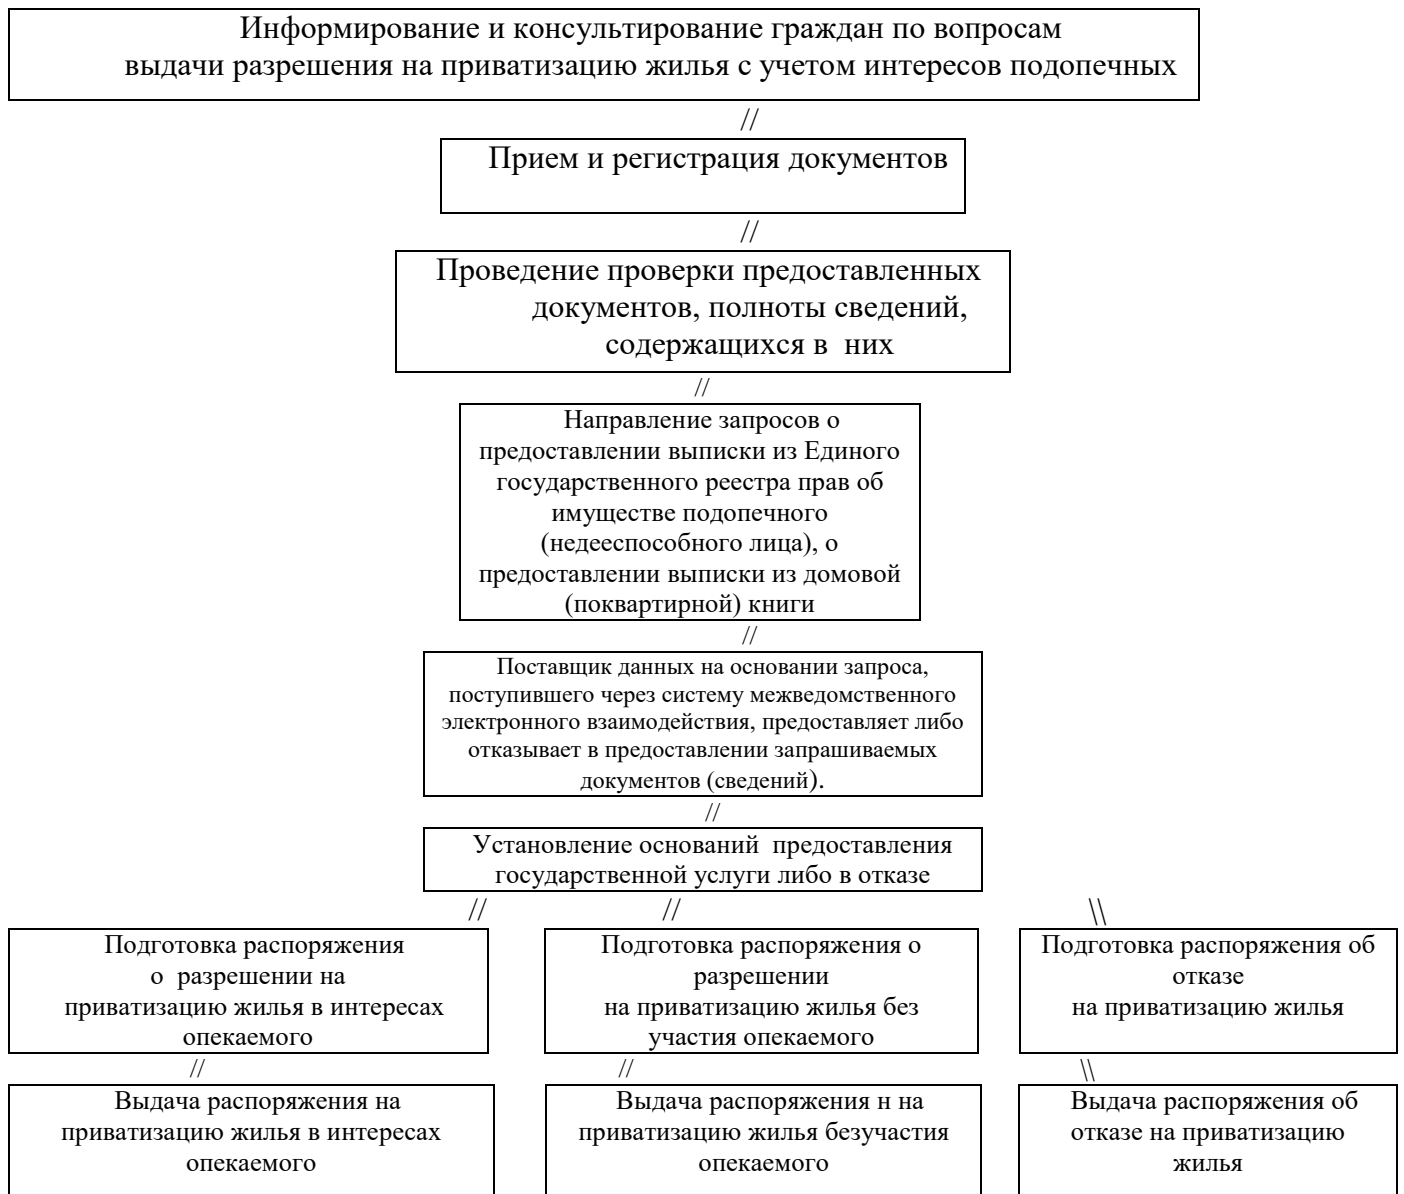 Информирование и консультирование граждан по вопросам
выдачи разрешения на приватизацию жилья с учетом интересов подопечных
//
Прием и регистрация документов
//
Проведение проверки предоставленных
документов, полноты сведений,
содержащихся в них
//
Направление запросов о
предоставлении выписки из Единого
государственного реестра прав об
имуществе подопечного
(недееспособного лица), о
предоставлении выписки из домовой
(поквартирной) книги
//
Поставщик данных на основании запроса,
поступившего через систему межведомственного
электронного взаимодействия, предоставляет либо
отказывает в предоставлении запрашиваемых
документов (сведений).
//
Установление оснований предоставления
государственной услуги либо в отказе
// // \\
Подготовка распоряжения
о разрешении на
приватизацию жилья в интересах
опекаемого
Подготовка распоряжения о
разрешении
на приватизацию жилья без
участия опекаемого
Подготовка распоряжения об
отказе
на приватизацию жилья
// // \\
Выдача распоряжения на
приватизацию жилья в интересах
опекаемого
Выдача распоряжения н на
приватизацию жилья безучастия
опекаемого
Выдача распоряжения об
отказе на приватизацию
жилья